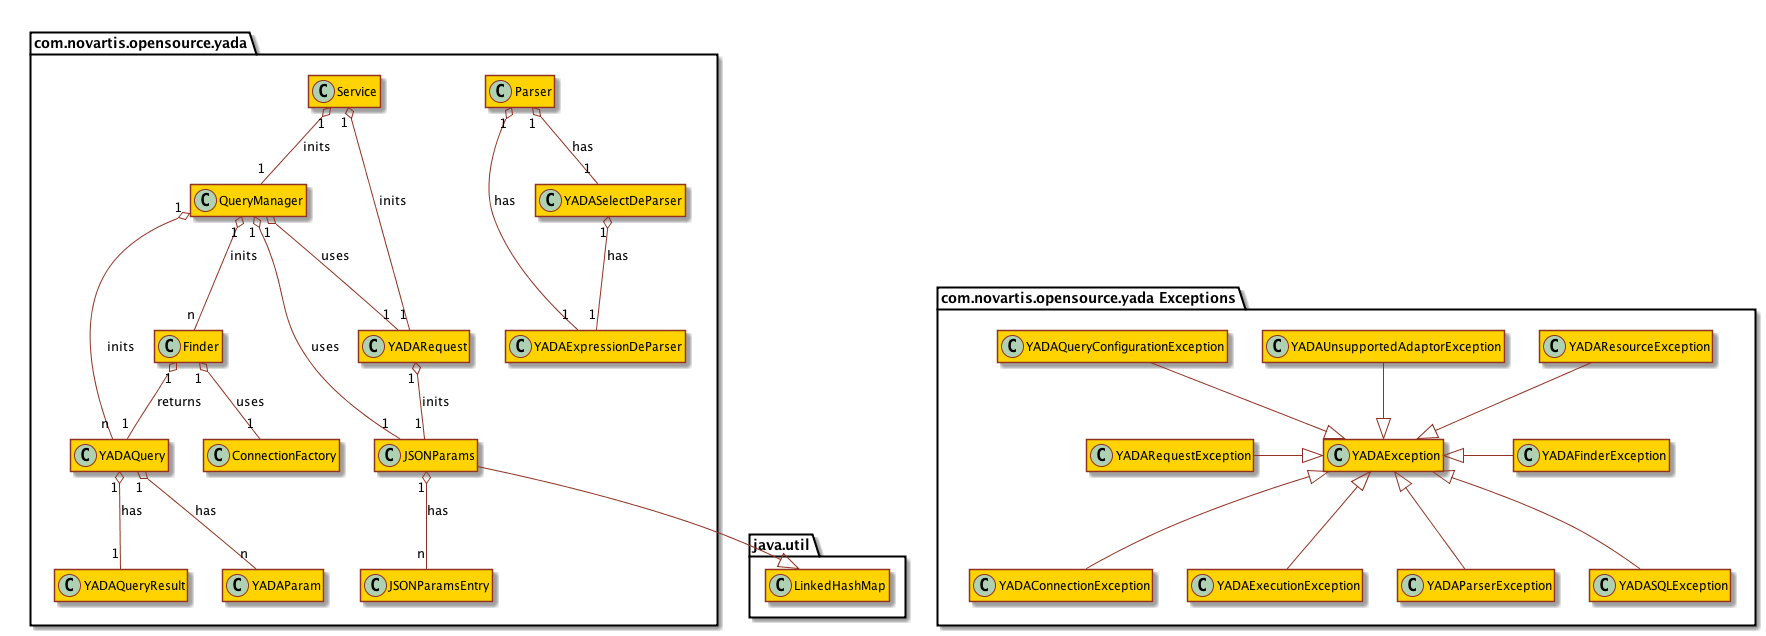 com.novartis.opensource.yada
C Service
C Parser
1 1 1 1
inits has
1 1
C QueryManager
C YADASelectDeParser
inits has
1 1 1 1 1
inits uses has
n 1 1 1 1
C Finder
C YADARequest
C YADAExpressionDeParser
inits uses
1 1 1
returns uses inits
n 1 1 1 1
C YADAQuery
C ConnectionFactory
C JSONParams
1 1 1
has has has
1 n n
C YADAQueryResult
C YADAParam
C JSONParamsEntry
java.util
C LinkedHashMap
com.novartis.opensource.yada Exceptions
C YADAQueryConfigurationException
C YADAUnsupportedAdaptorException
C YADAResourceException
C YADARequestException
C YADAException
C YADAFinderException
C YADAConnectionException
C YADAExecutionException
C YADAParserException
C YADASQLException